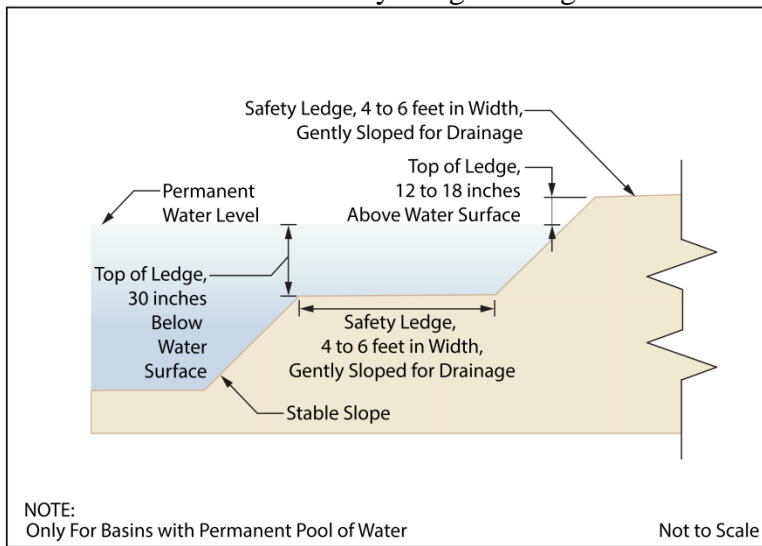 Safety Ledge, 4 to 6 feet in Width,
Gently Sloped for Drainage
Top of Ledge,
12 to 18 inches
Above Water Surface
Permanent
Water Level
Top of Ledge,
30 inches
Below
Water
Surface
Safety Ledge,
4 to 6 feet in Width,
Gently Sloped for Drainage
Stable Slope
NOTE:
Only For Basins with Permanent Pool of Water
Not to Scale